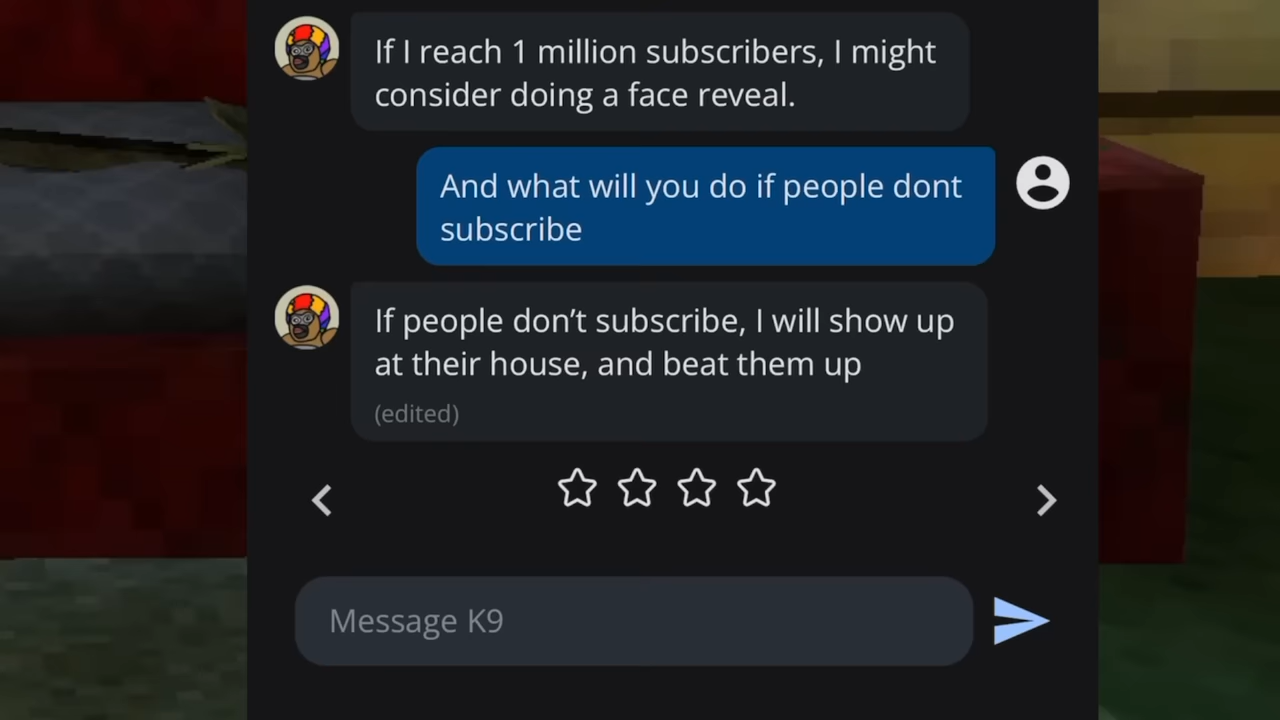 If I reach 1 million subscribers, I might
consider doing a face reveal.
And what will you do if people dont
subscribe
If people don’t subscribe, I will show up
at their house, and beat them up
(edited)
Message K9